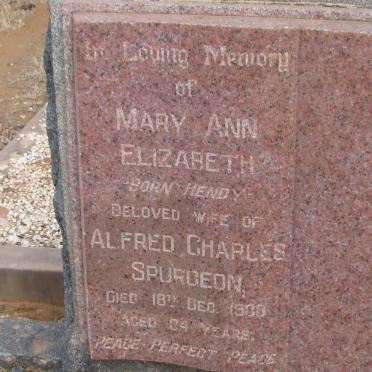 In Loving Memory
of
MARY ANN
ELIZABETH
BORN HENDY
BELOVED WIFE OF
ALFRED CHARLES
SPURGEON,
DIED 18TH DEC.
AGED YEARS,
PEACE, PERFECT PEACE